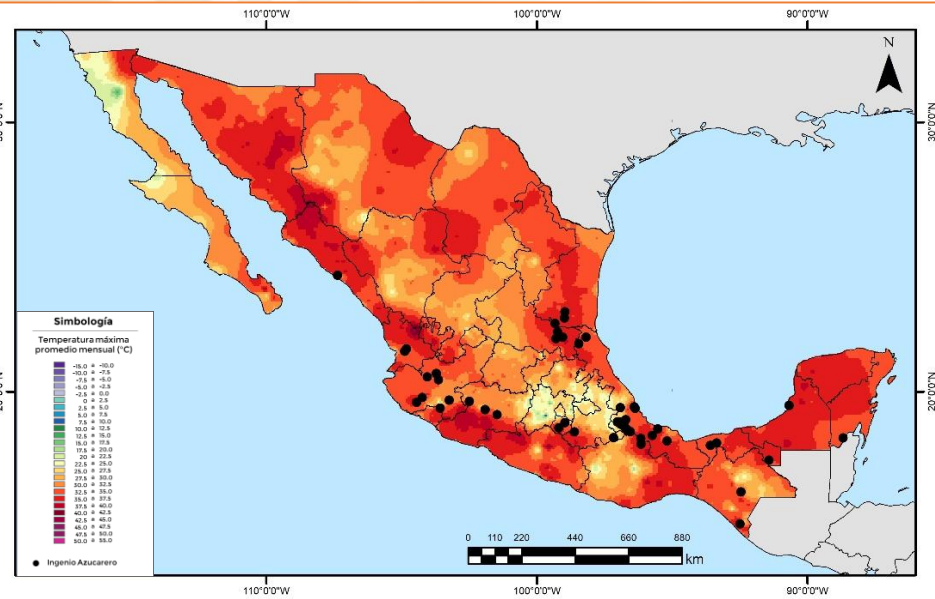 110°0'0"W 100°0'0"W 90°0'0"W
N
30°0'0"N
20°0'0"N
Simbología
Temperatura máxima
promedio mensual (°C)
-15.0 a -10.0
-10.0 a -7.5
-7.5 a -5.0
-5.0 a -2.5
-2.5 a 0.0
0 a 2.5
2.5 a 5.0
5.0 a 7.5
7.5 a 10.0
10.0 a 12.5
12.5 a 15.0
15.0 a 17.5
17.5 a 20.0
20 a 22.5
22.5 a 25.0
25.0 a 27.5
27.5 a 30.0
30.0 a 32.5
32.5 a 35.0
35.0 a 37.5
37.5 a 40.0
40.0 a 42.5
42.5 a 45.0
45.0 a 47.5
47.5 a 50.0
50.0 a 55.0
Ingenio Azucarero
0 110 220 440 660 880
km
110°0'0"W 100°0'0"W 90°0'0"W